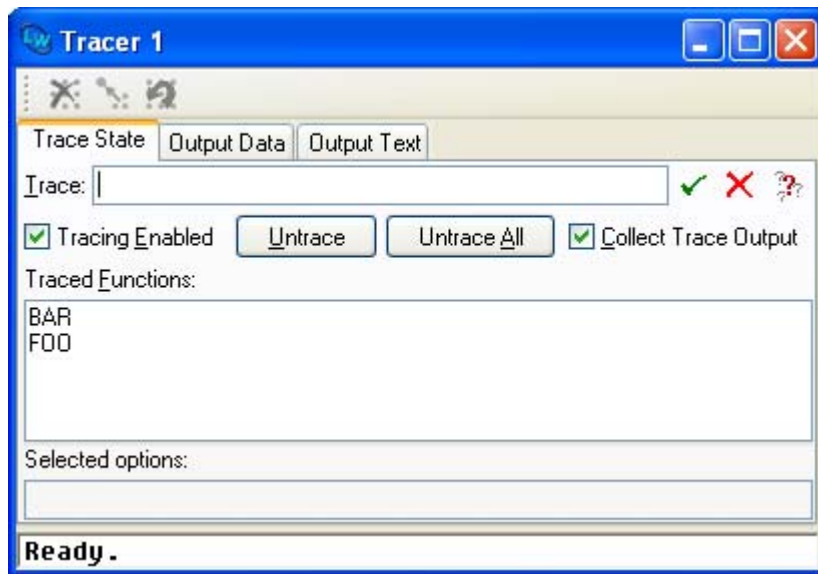 Tracer 1
Trace State Output Data Output Text
Trace:
Tracing Enabled Untrace Untrace All Collect Trace Output
Traced Functions:
BAR
FOO
Selected options:
Ready.